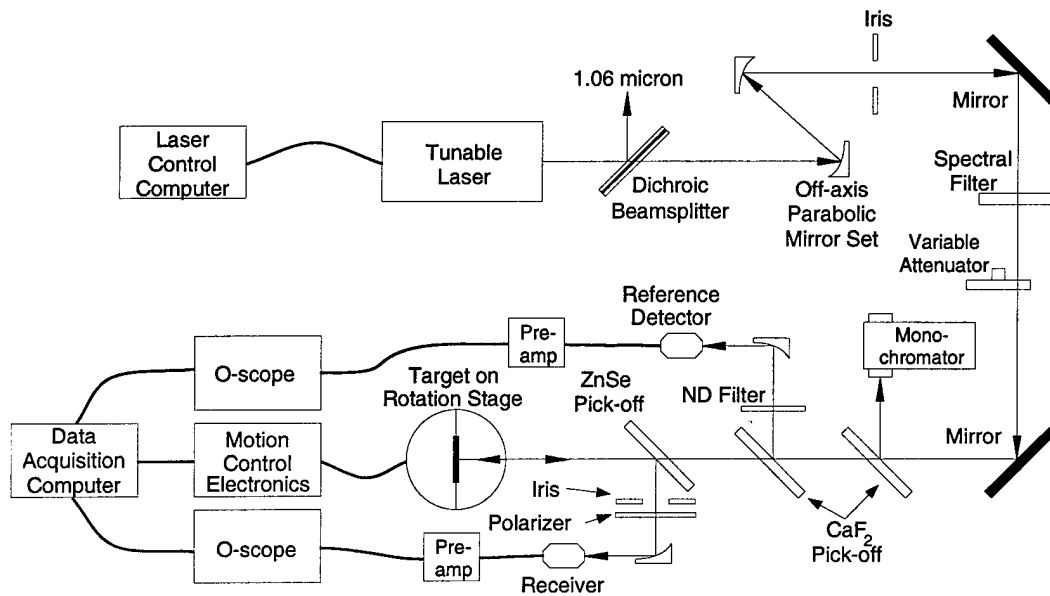 Iris
1.06 micron
Mirror
Laser
Control
Computer
Tunable
Laser
Dichroic
Beamsplitter
Off-axis
Parabolic
Mirror Set
Spectral
Filter
Variable
Attenuator
Reference
Detector
Pre-
amp
Mono-
chromator
O-scope
Target on
Rotation Stage
ZnSe
Pick-off
ND Filter
Data
Acquisition
Computer
Motion
Control
Electronics
Mirror
Iris
Polarizer
CaF2
Pick-off
O-scope
Pre-
amp
Receiver